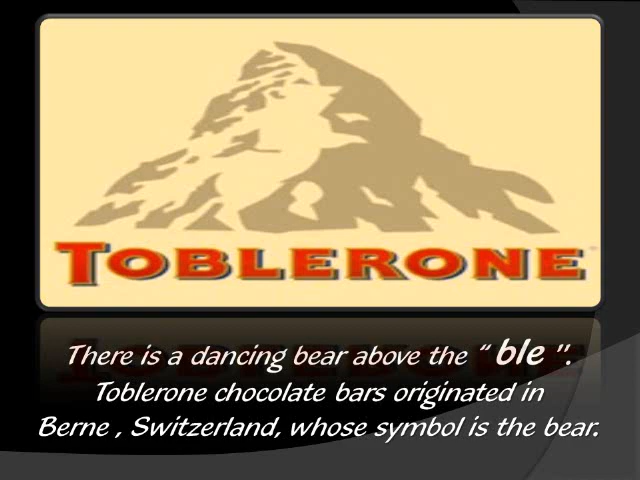 TOBLERONE
There is a dancing bear above the “ ble ”.
Toblerone chocolate bars originated in
Berne , Switzerland, whose symbol is the bear.